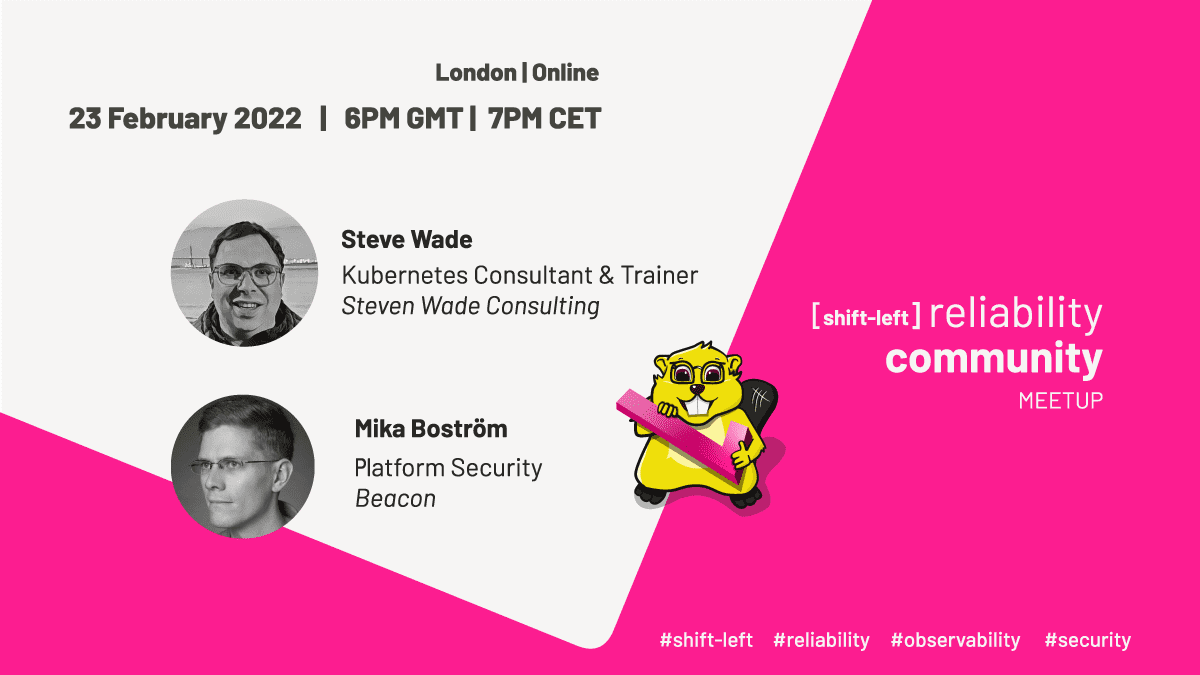 London | Online
23 February 2022 | 6PM GMT | 7PM CET
Steve Wade
Kubernetes Consultant & Trainer
Steven Wade Consulting
Mika Boström
Platform Security
Beacon
[shift-left] reliability
community
MEETUP
#shift-left #reliability #observability #security